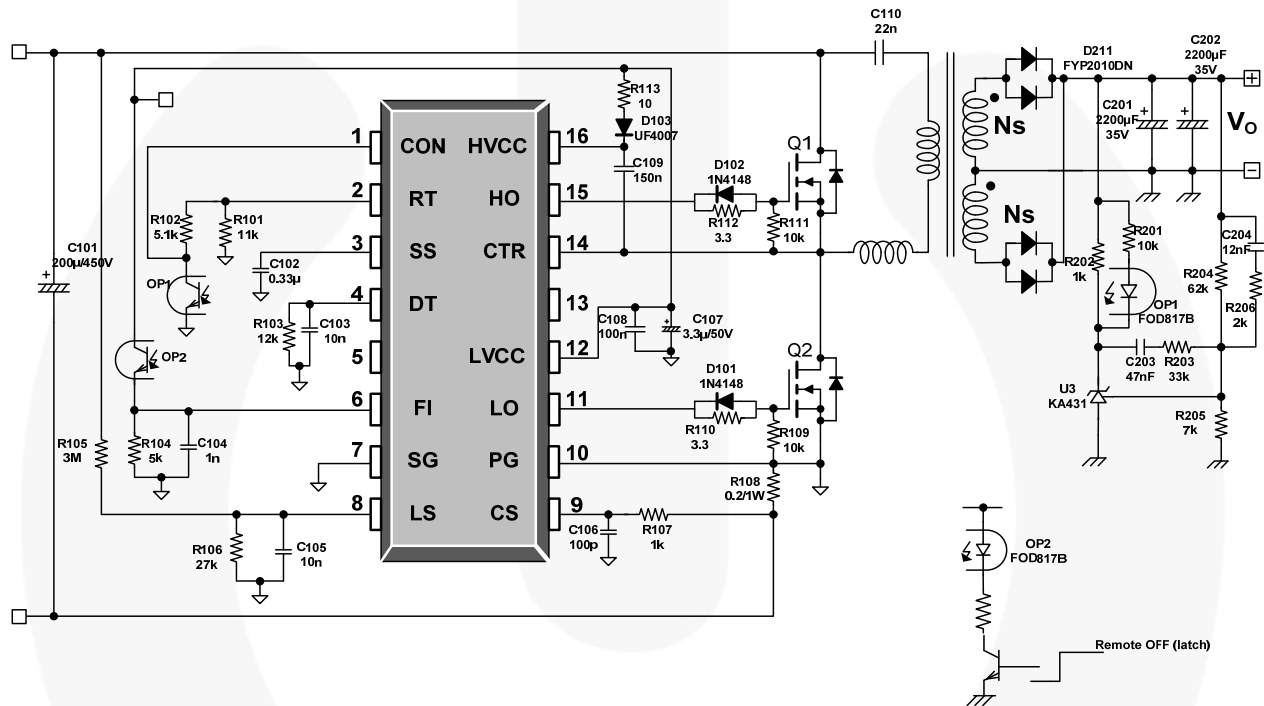 C110
22n
D211
FYP2010DN
C202
2200µF
35V
+
C201
2200µF
35V
+
+
VO
−
Ns
Ns
R113
10
D103
UF4007
C109
150n
1
CON
HVCC
16
2
RT
HO
15
3
SS
CTR
14
4
DT
13
5
LVCC
12
6
FI
LO
11
7
SG
PG
10
8
LS
CS
9
Q1
D102
1N4148
R112
3.3
R111
10k
R102
5.1k
R101
11k
C101
200µ/450V
+
C102
0.33µ
OP1
R103
12k
C103
10n
C108
100n
+
C107
3.3µ/50V
OP2
Q2
D101
1N4148
R110
3.3
R109
10k
R105
3M
R104
5k
C104
1n
R108
0.2/1W
R106
27k
C105
10n
C106
100p
R107
1k
R201
10k
R202
1k
OP1
FOD817B
C204
12nF
R204
62k
R206
2k
C203
47nF
R203
33k
U3
KA431
R205
7k
OP2
FOD817B
Remote OFF (latch)